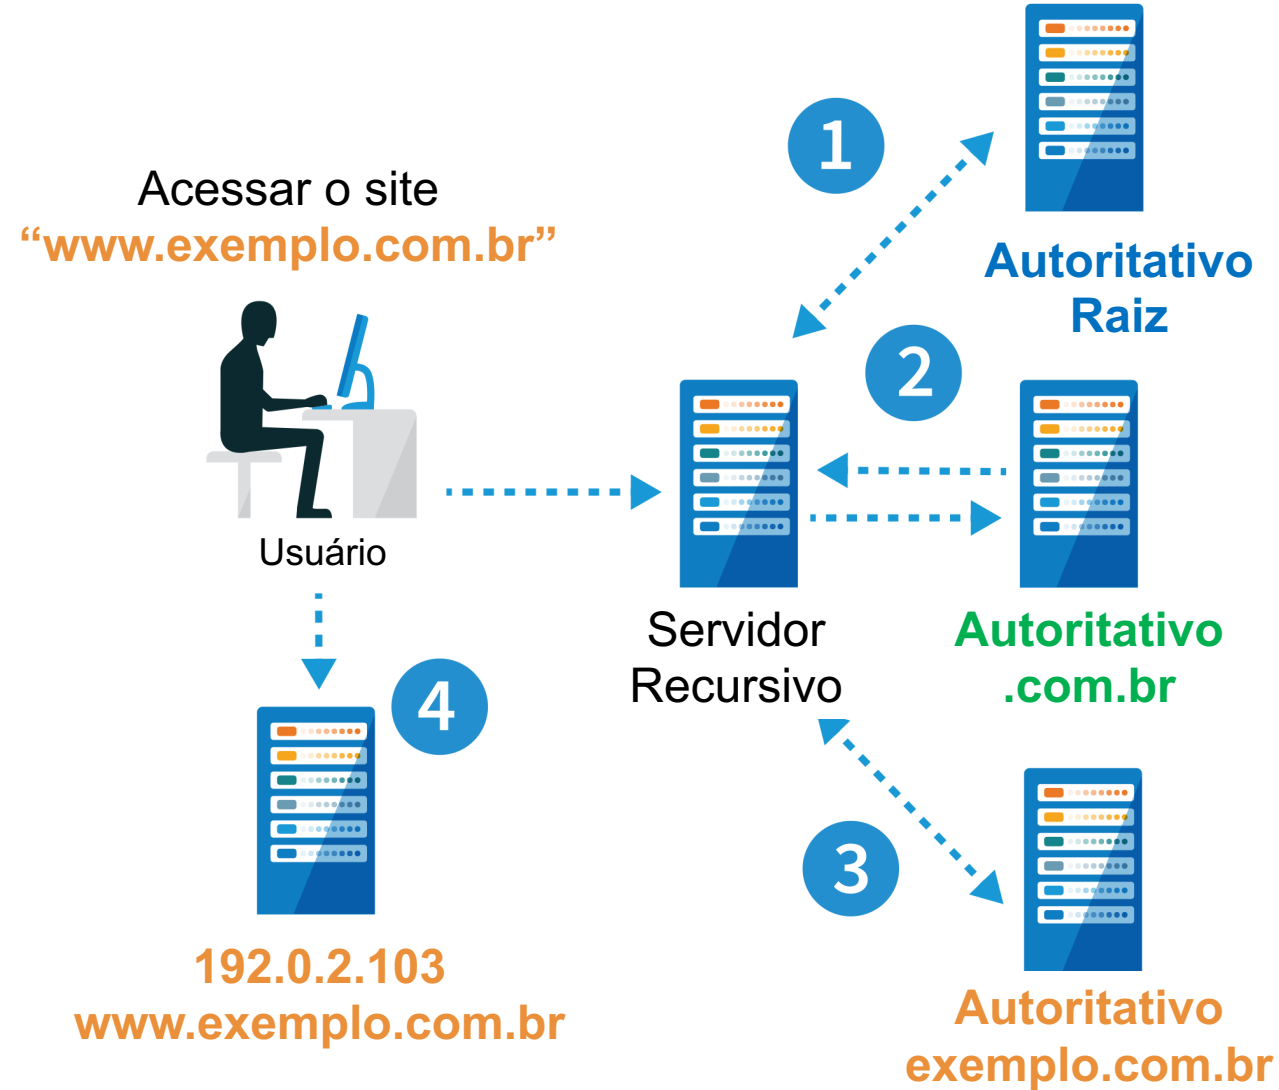 Acessar o site
“www.exemplo.com.br”
Usuário
1
Autoritativo
Raiz
2
Servidor
Recursivo
Autoritativo
.com.br
4
3
192.0.2.103
www.exemplo.com.br
Autoritativo
exemplo.com.br